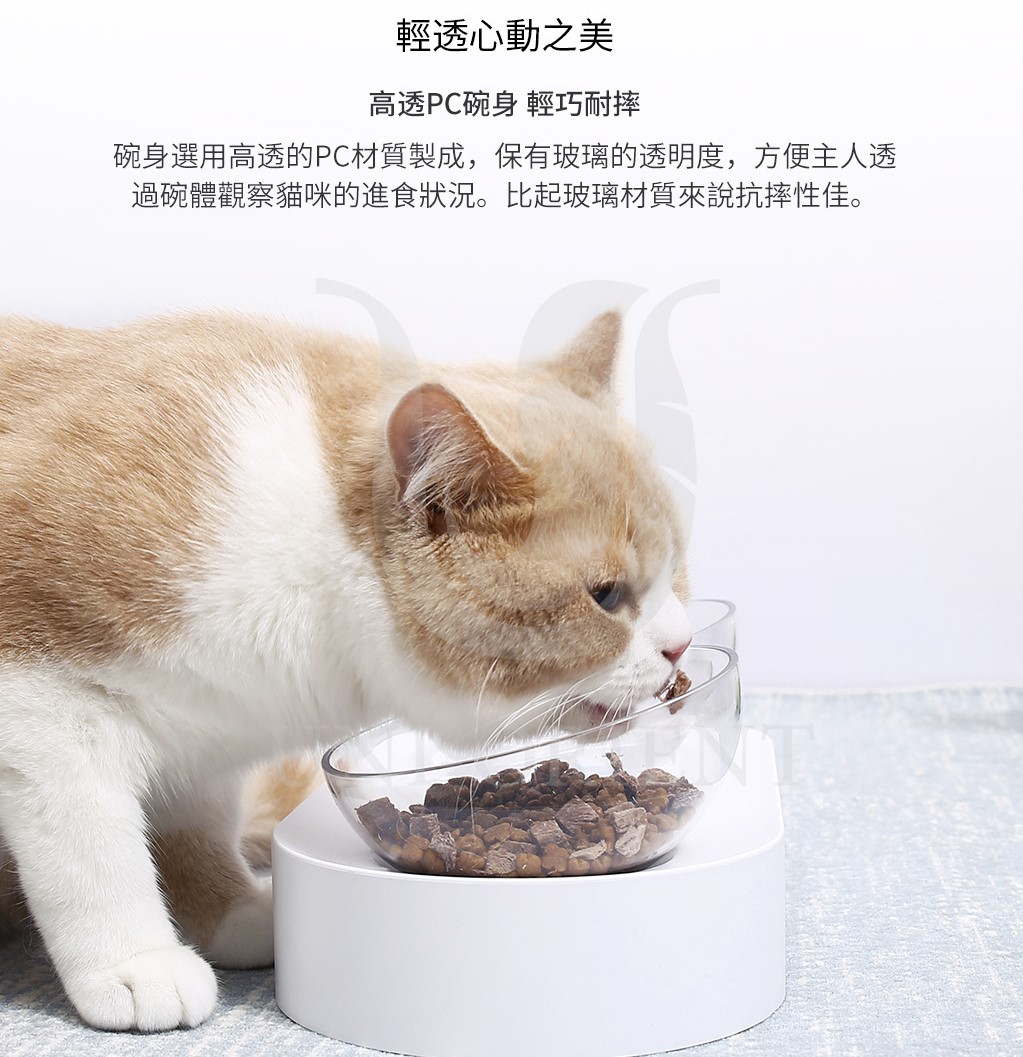 輕透心動之美
高透PC碗身 輕巧耐摔
碗身選用高透的PC材質製成，保有玻璃的透明度，方便主人透
過碗體觀察貓咪的進食狀況。比起玻璃材質來說抗摔性佳。